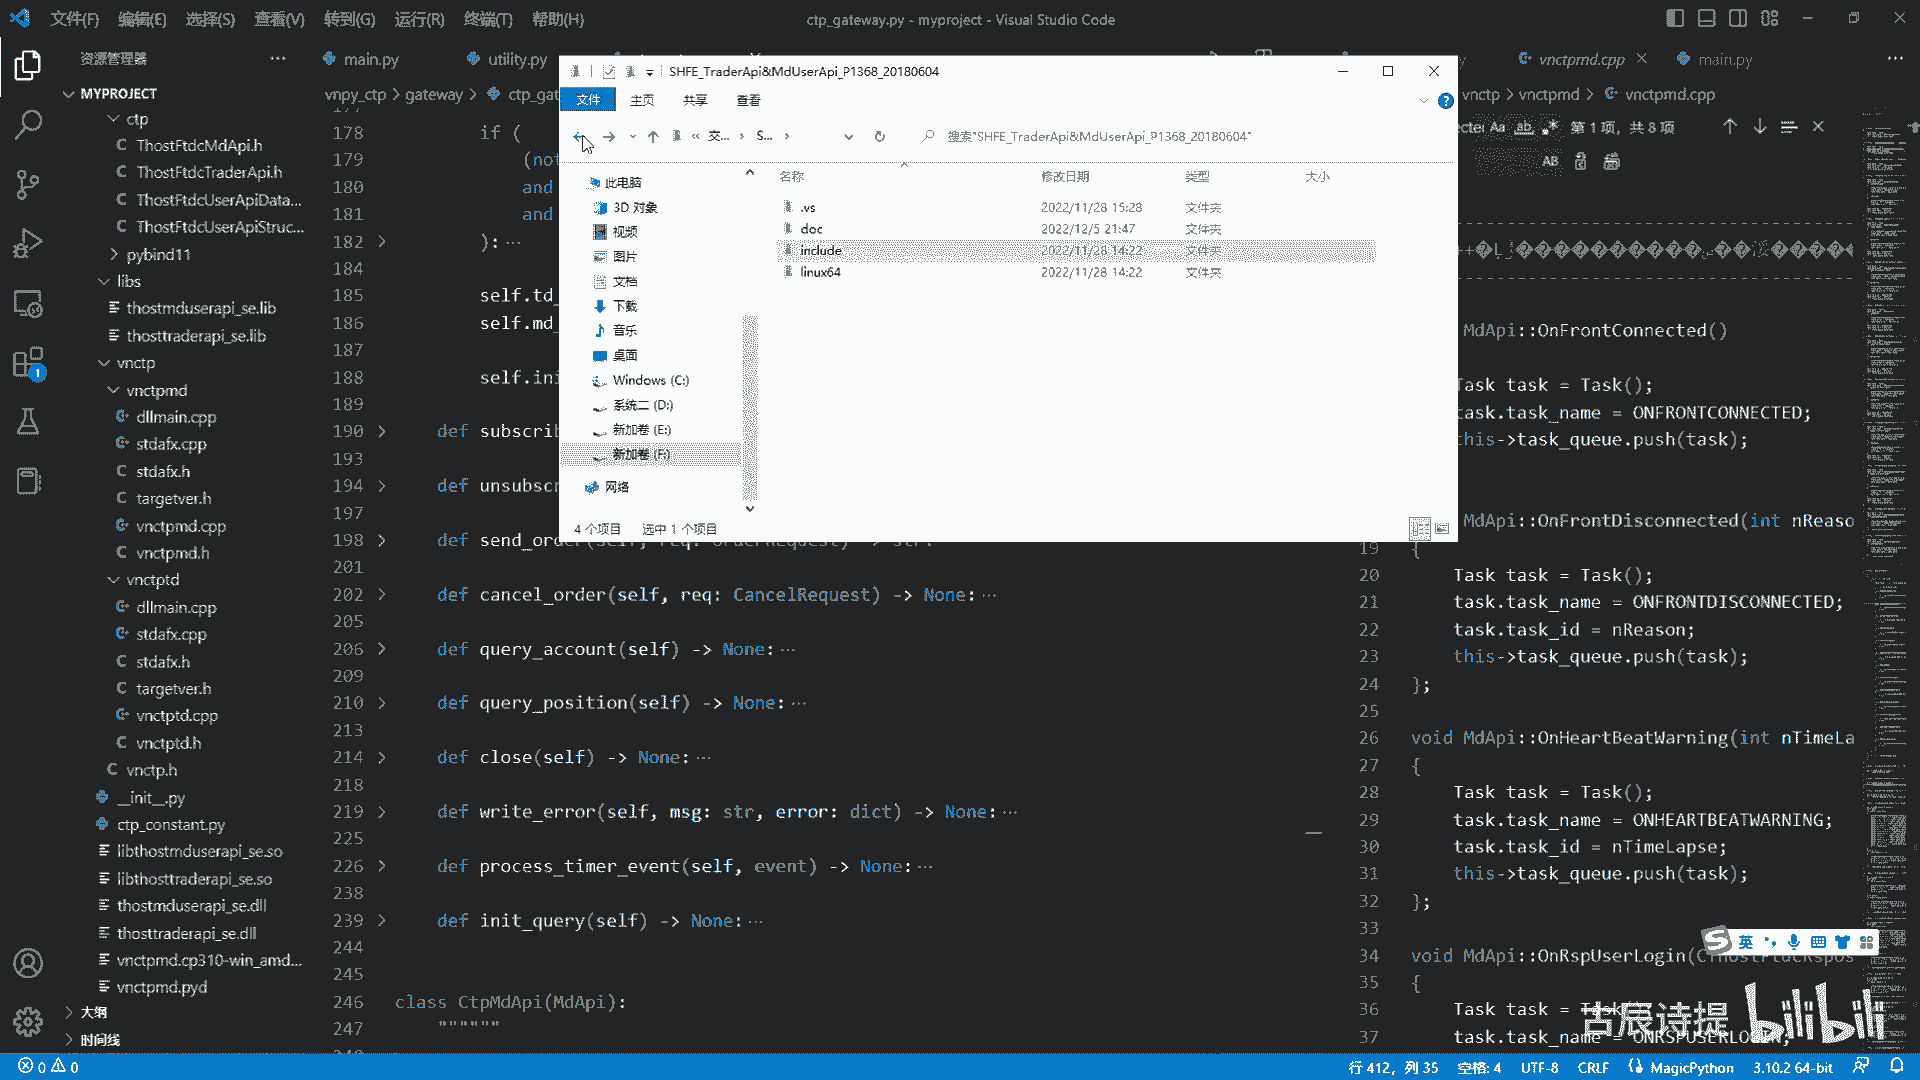 文件(F) 编辑(E) 选择(S) 查看(V) 转到(G) 运行(R) 终端(T) 帮助(H)
ctp_gateway.py - myproject - Visual Studio Code
资源管理器
MYPROJECT
ctp
ThostFtdcMdApi.h
ThostFtdcTraderApi.h
ThostFtdcUserApiData...
ThostFtdcUserApiStruc...
pybind11
libs
thostmduserapi_se.lib
thosttraderapi_se.lib
vnctp
vnctpmd
dllmain.cpp
stdafx.cpp
stdafx.h
targetver.h
vnctpmd.cpp
vnctpmd.h
vnctptd
dllmain.cpp
stdafx.cpp
stdafx.h
targetver.h
vnctptd.cpp
vnctptd.h
vnctp.h
__init__.py
ctp_constant.py
libthostmduserapi_se.so
libthosttraderapi_se.so
thostmduserapi_se.dll
thosttraderapi_se.dll
vnctpmd.cp310-win_amd...
vnctpmd.pyd
大纲
时间线
main.py
utility.py
vnpy_ctp > gateway > ctp_gat
178 if (
179 (not
180 and
181 and
182 ): ...
184
185 self.td_
186 self.md_
187
188 self.ini
189
190 def subscrib
193
194 def unsubscr
197
198 def send_order(self, req: OrderRequest) -> str:
201
202 def cancel_order(self, req: CancelRequest) -> None: ...
205
206 def query_account(self) -> None: ...
209
210 def query_position(self) -> None: ...
213
214 def close(self) -> None: ...
218
219 def write_error(self, msg: str, error: dict) -> None: ...
225
226 def process_timer_event(self, event) -> None: ...
238
239 def init_query(self) -> None: ...
244
245
246 class CtpMdApi(MdApi):
247 """"""
SHFE_TraderApi&MdUserApi_P1368_20180604
文件 主页 共享 查看
« 交... › S... ›
搜索"SHFE_TraderApi&MdUserApi_P1368_20180604"
此电脑
3D 对象
视频
图片
文档
下载
音乐
桌面
Windows (C:)
系统二 (D:)
新加卷 (E:)
新加卷 (F:)
网络
名称 修改日期 类型 大小
.vs 2022/11/28 15:28 文件夹
doc 2022/12/5 21:47 文件夹
include 2022/11/28 14:22 文件夹
linux64 2022/11/28 14:22 文件夹
4 个项目 选中 1 个项目
vnctpmd.cpp
main.py
vnctp > vnctpmd > vnctpmd.cpp
第 1 项，共 8 项
MdApi::OnFrontConnected()
Task task = Task();
task.task_name = ONFRONTCONNECTED;
this->task_queue.push(task);
MdApi::OnFrontDisconnected(int nReaso
19 {
20 Task task = Task();
21 task.task_name = ONFRONTDISCONNECTED;
22 task.task_id = nReason;
23 this->task_queue.push(task);
24 };
25
26 void MdApi::OnHeartBeatWarning(int nTimeLa
27 {
28 Task task = Task();
29 task.task_name = ONHEARTBEATWARNING;
30 task.task_id = nTimeLapse;
31 this->task_queue.push(task);
32 };
33
34 void MdApi::OnRspUserLogin(CThostFtdcRspUs
35 {
36 Task task = Task();
37 task.task_name = ONRSPUSERLOGIN;
英
古辰诗提
bilibili
0 0
行 412，列 35 空格: 4 UTF-8 CRLF MagicPython 3.10.2 64-bit